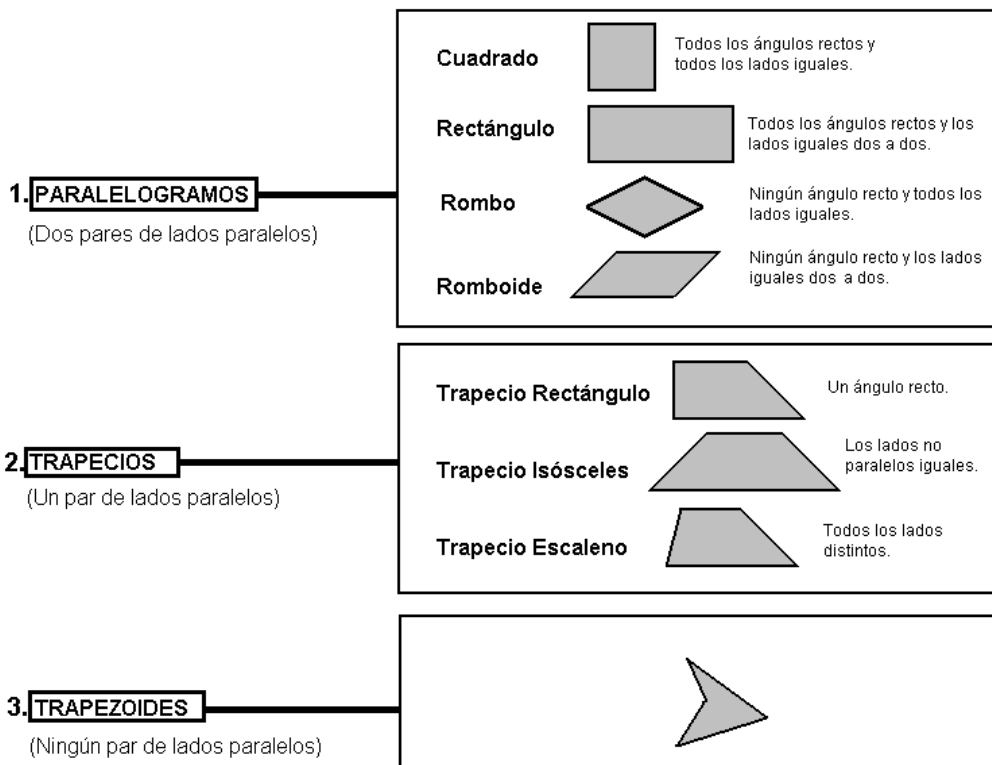 1. PARALELOGRAMOS
(Dos pares de lados paralelos)
Cuadrado
Todos los ángulos rectos y
todos los lados iguales.
Rectángulo
Todos los ángulos rectos y los
lados iguales dos a dos.
Rombo
Ningún ángulo recto y todos los
lados iguales.
Romboide
Ningún ángulo recto y los lados
iguales dos a dos.
2. TRAPECIOS
(Un par de lados paralelos)
Trapecio Rectángulo
Un ángulo recto.
Trapecio Isósceles
Los lados no
paralelos iguales.
Trapecio Escaleno
Todos los lados
distintos.
3. TRAPEZOIDES
(Ningún par de lados paralelos)